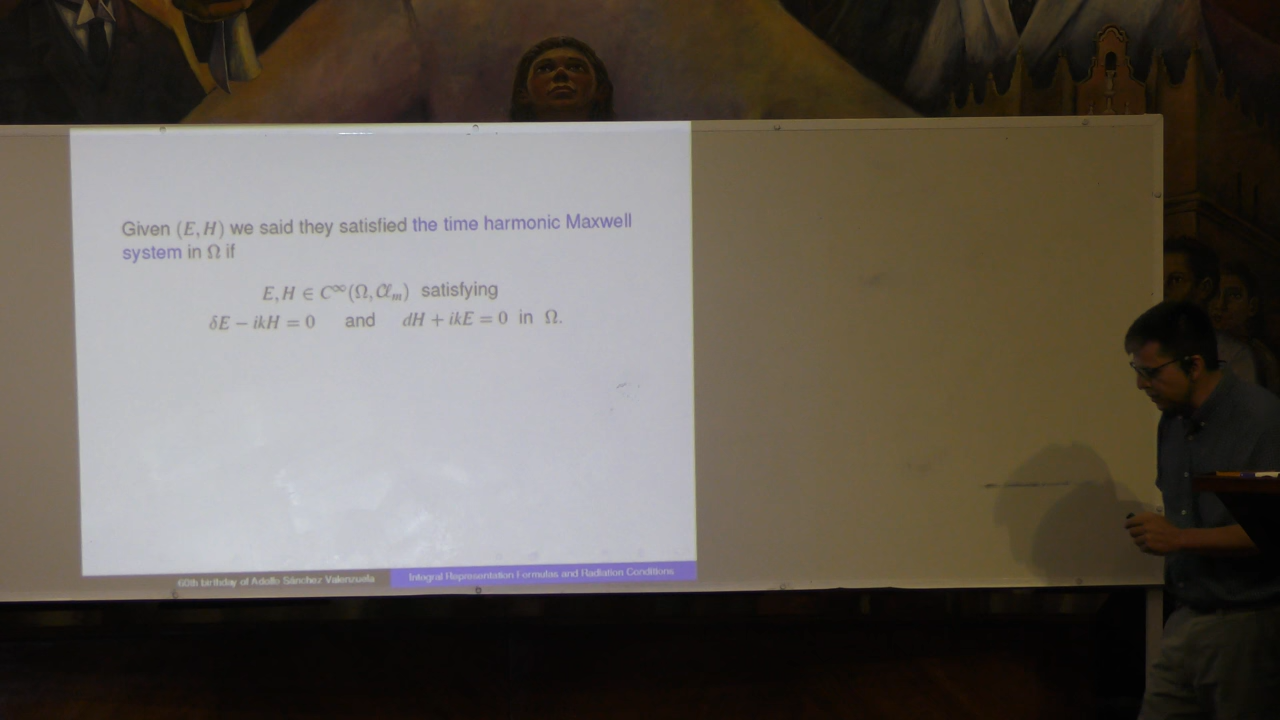 Given (E, H) we said they satisfied the time harmonic Maxwell
system in Ω if
E, H ∈ C^∞(Ω, Cℓ_m) satisfying
δE − ikH = 0 and dH + ikE = 0 in Ω.
60th birthday of Adolfo Sánchez Valenzuela
Integral Representation Formulas and Radiation Conditions